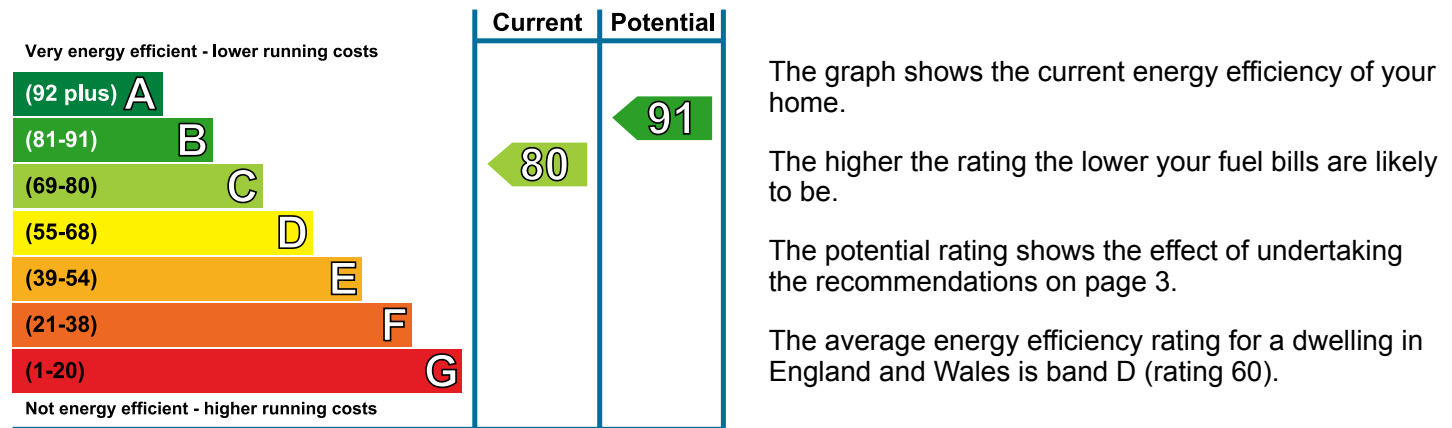 Current Potential
Very energy efficient - lower running costs
(92 plus) A
(81-91) B
(69-80) C
(55-68) D
(39-54) E
(21-38) F
(1-20) G
Not energy efficient - higher running costs
80
91
The graph shows the current energy efficiency of your
home.
The higher the rating the lower your fuel bills are likely
to be.
The potential rating shows the effect of undertaking
the recommendations on page 3.
The average energy efficiency rating for a dwelling in
England and Wales is band D (rating 60).